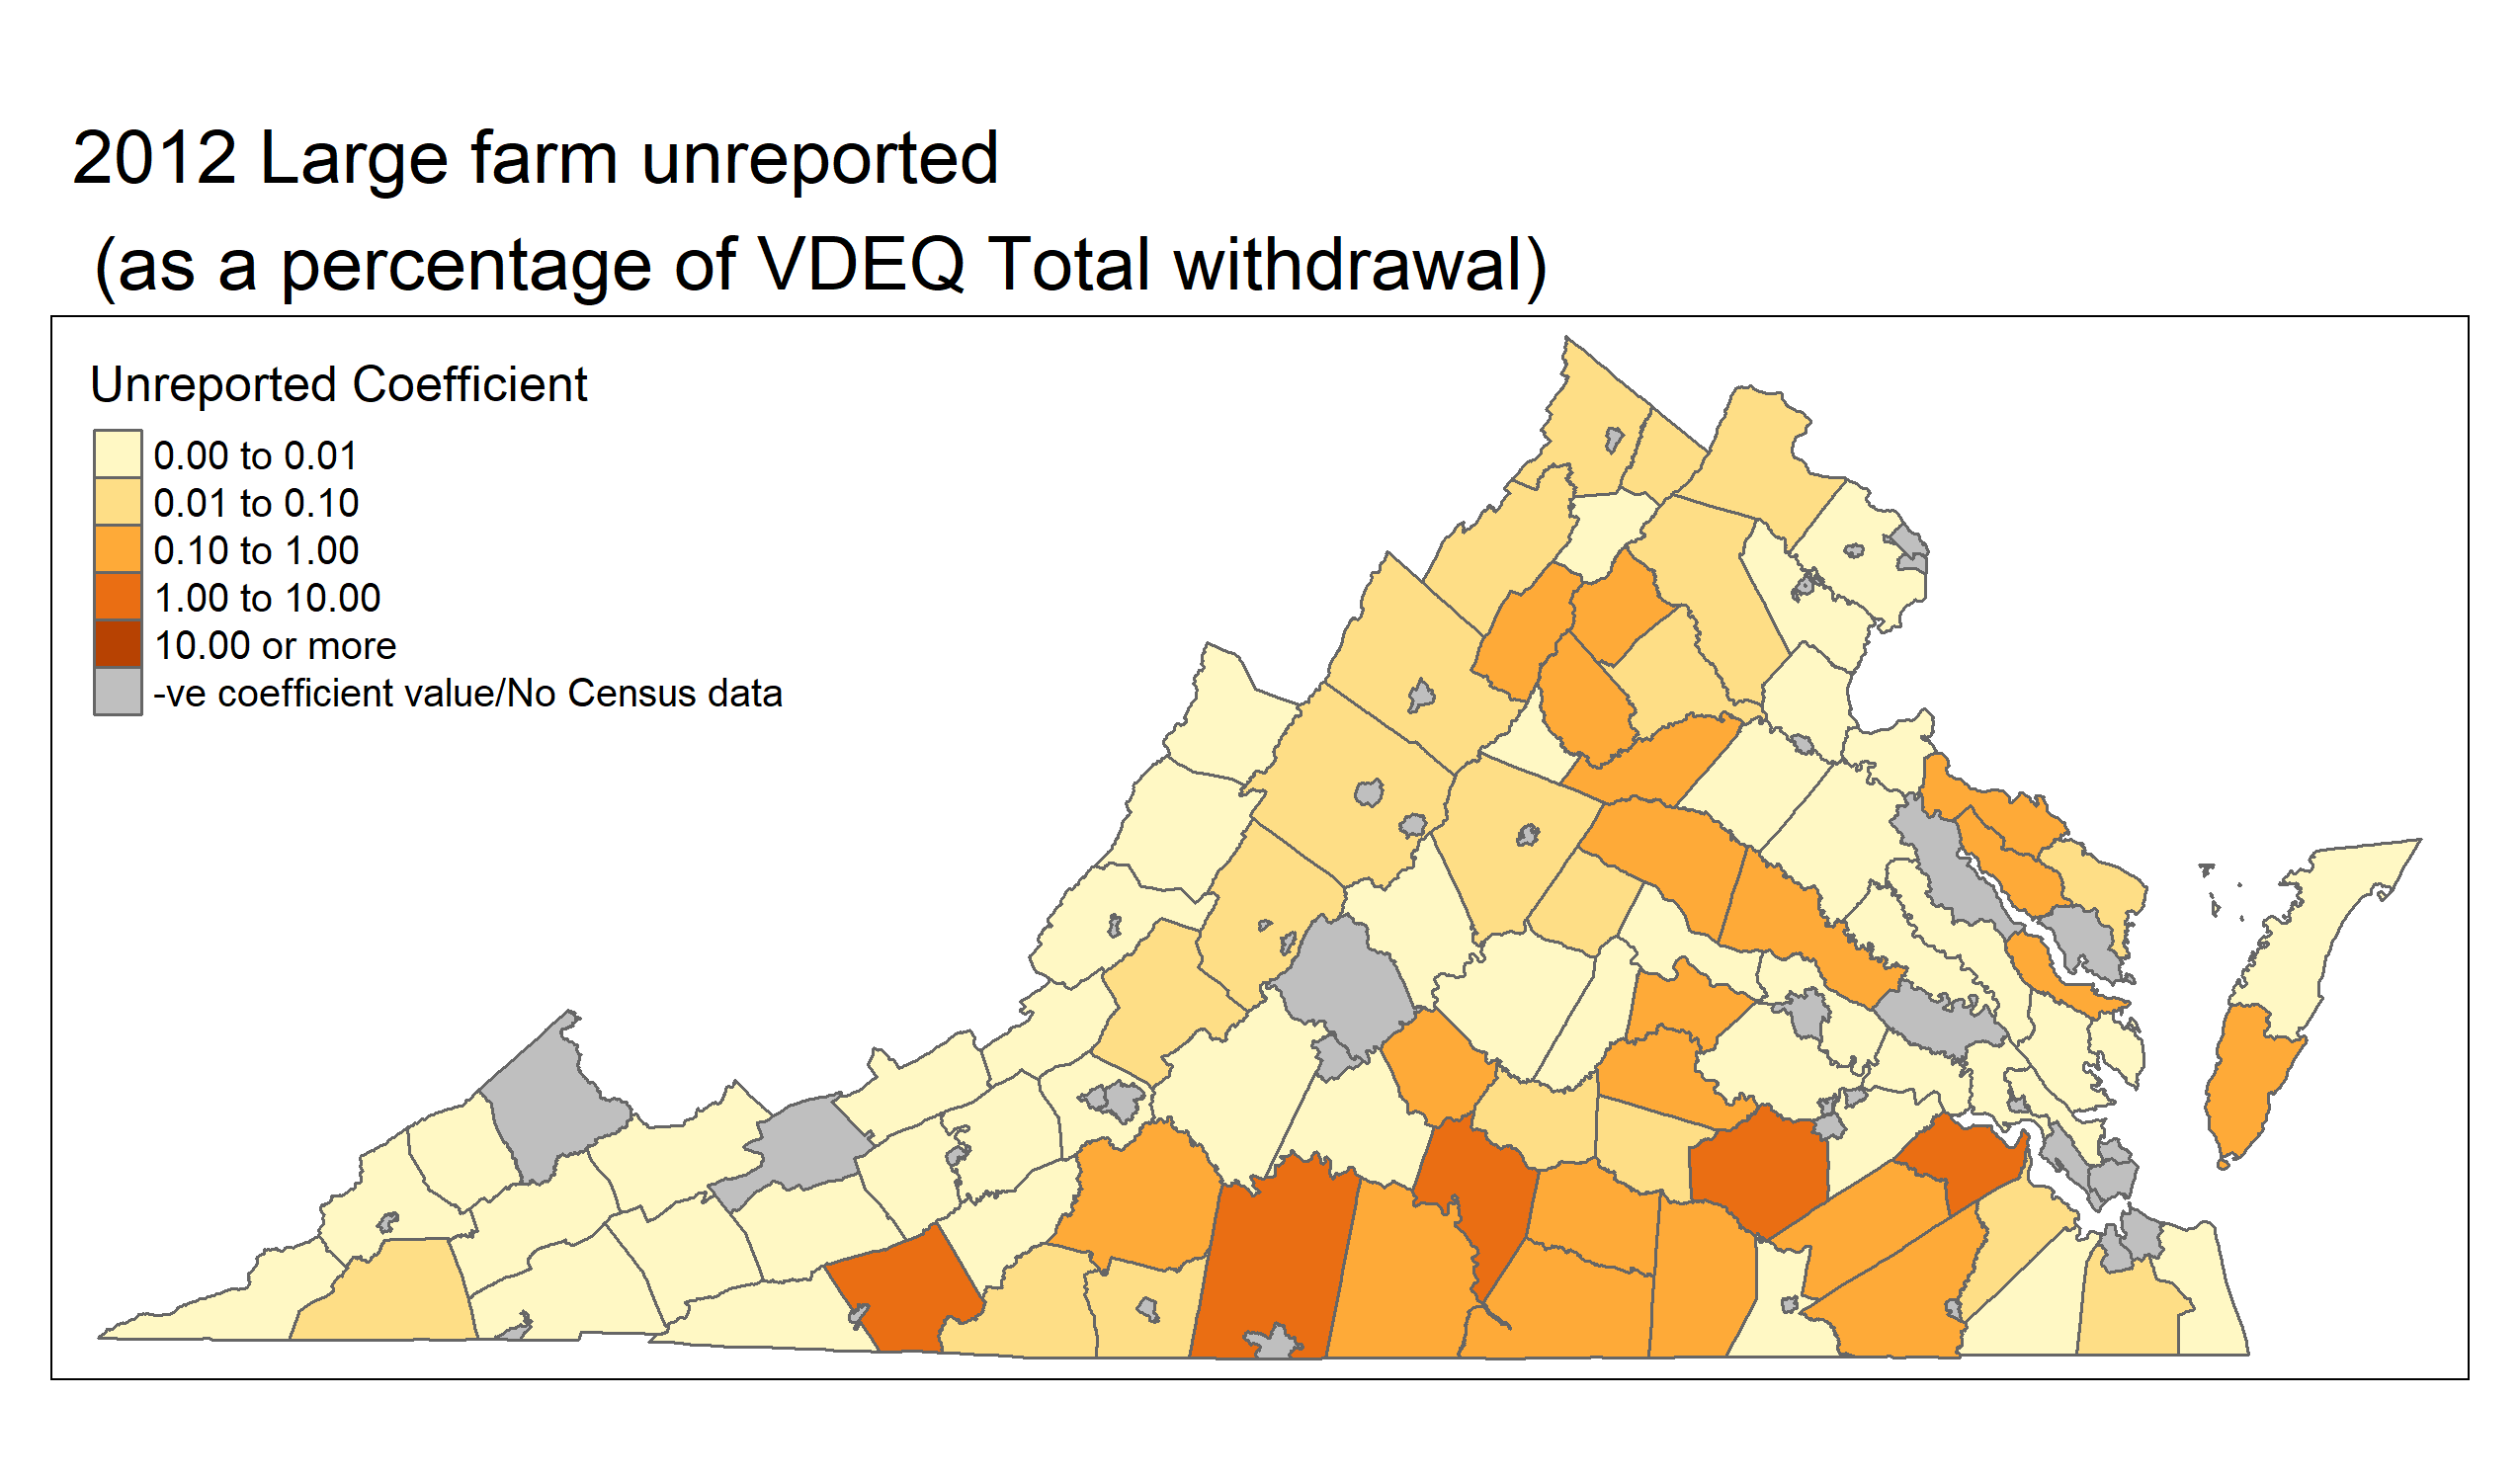 2012 Large farm unreported
(as a percentage of VDEQ Total withdrawal)
Unreported Coefficient
0.00 to 0.01
0.01 to 0.10
0.10 to 1.00
1.00 to 10.00
10.00 or more
-ve coefficient value/No Census data